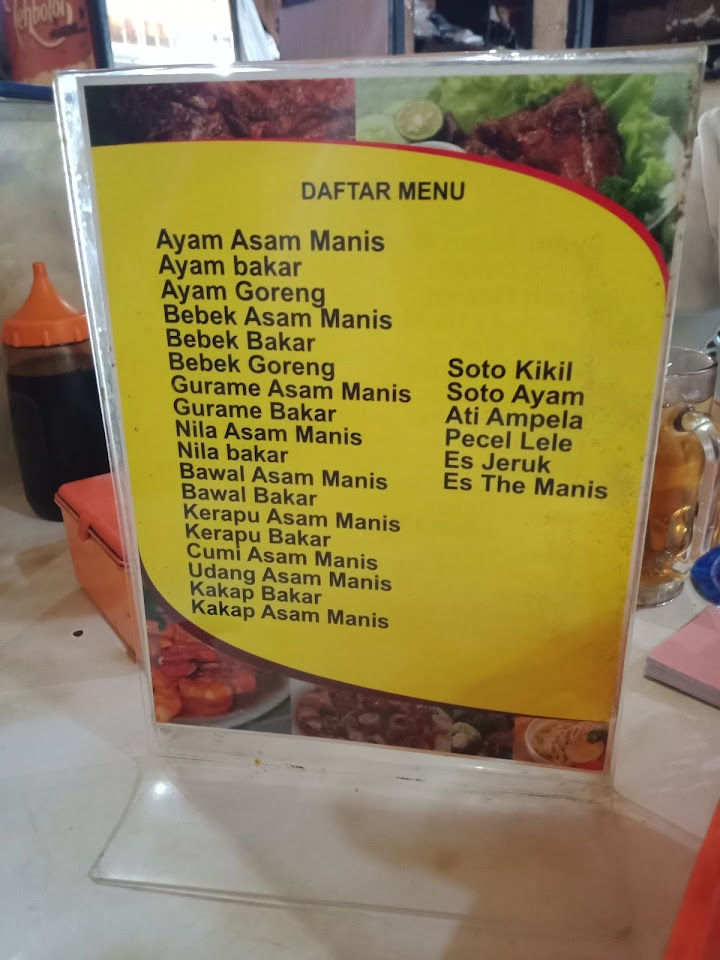 Tehbotol
DAFTAR MENU
Ayam Asam Manis
Ayam bakar
Ayam Goreng
Bebek Asam Manis
Bebek Bakar
Bebek Goreng
Gurame Asam Manis
Gurame Bakar
Nila Asam Manis
Nila bakar
Bawal Asam Manis
Bawal Bakar
Kerapu Asam Manis
Kerapu Bakar
Cumi Asam Manis
Udang Asam Manis
Kakap Bakar
Kakap Asam Manis
Soto Kikil
Soto Ayam
Ati Ampela
Pecel Lele
Es Jeruk
Es The Manis